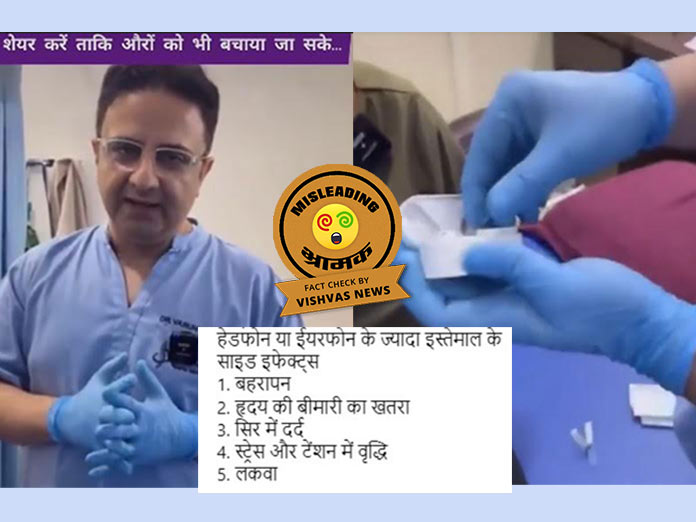 शेयर करें ताकि औरों को भी बचाया जा सके...
MISLEADING
भ्रामक
FACT CHECK BY
VISHVAS NEWS
हेडफोन या ईयरफोन के ज्यादा इस्तेमाल के
साइड इफेक्ट्स
1. बहरापन
2. हृदय की बीमारी का खतरा
3. सिर में दर्द
4. स्ट्रेस और टेंशन में वृद्धि
5. लकवा